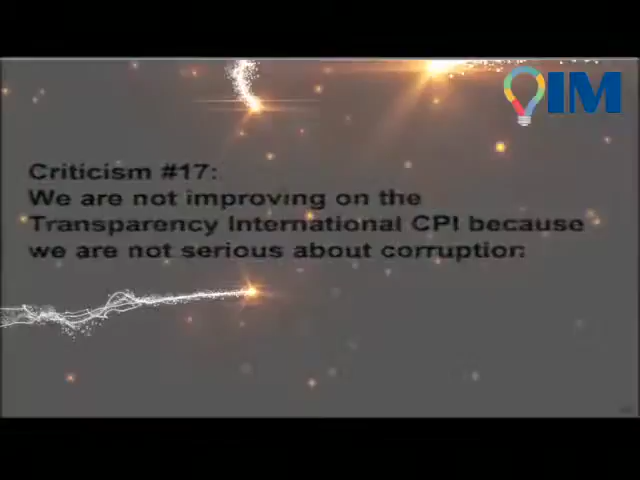 IM
Criticism #17:
We are not improving on the
Transparency International CPI because
we are not serious about corruption